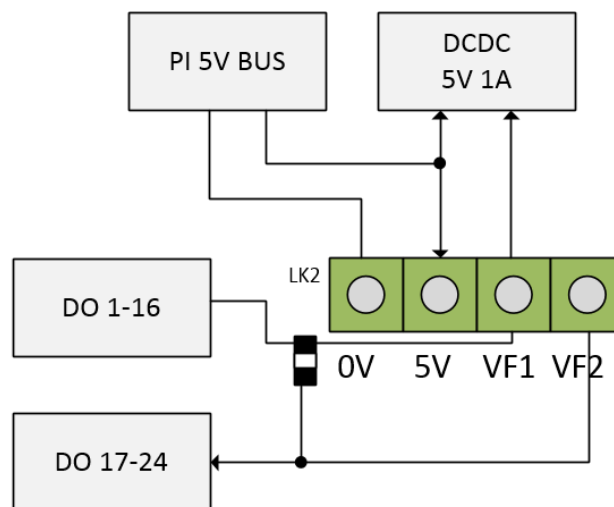 PI 5V BUS
DCDC
5V 1A
LK2
DO 1-16
0V 5V VF1 VF2
DO 17-24